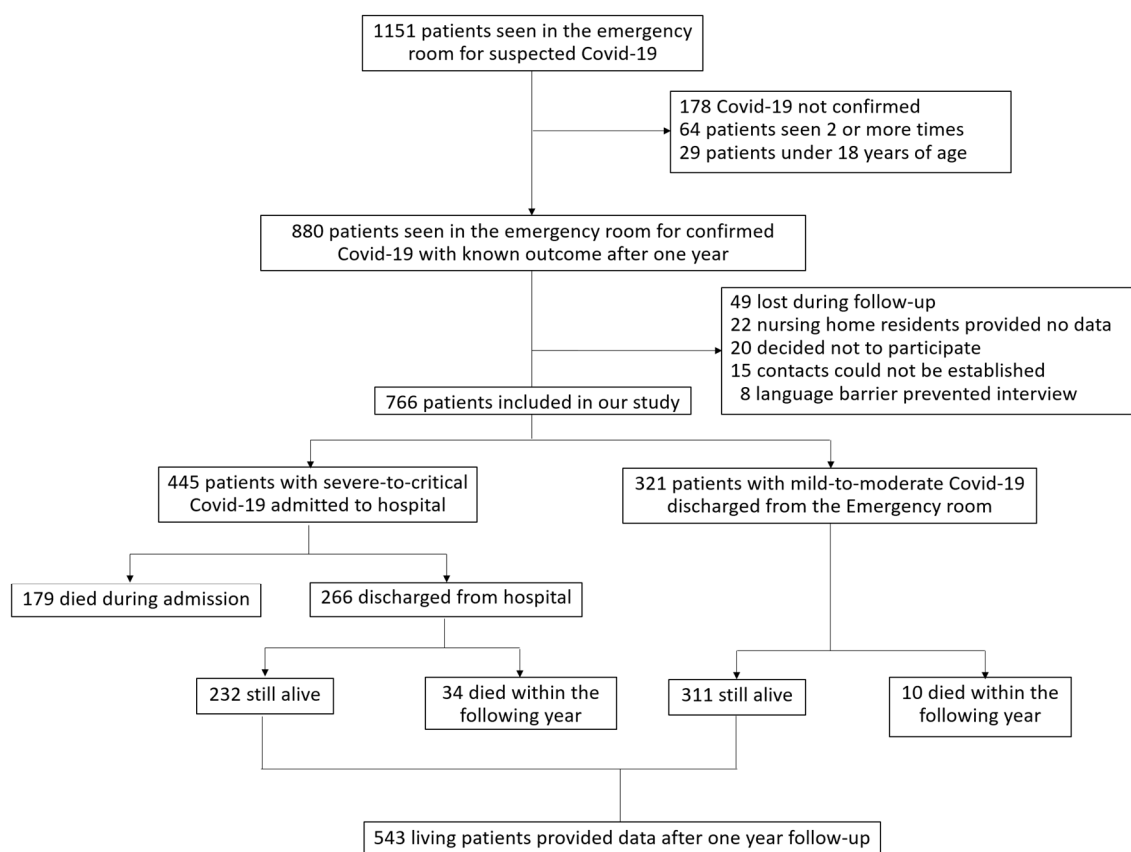 1151 patients seen in the emergency
room for suspected Covid-19
178 Covid-19 not confirmed
64 patients seen 2 or more times
29 patients under 18 years of age
880 patients seen in the emergency room for confirmed
Covid-19 with known outcome after one year
49 lost during follow-up
22 nursing home residents provided no data
20 decided not to participate
15 contacts could not be established
8 language barrier prevented interview
766 patients included in our study
445 patients with severe-to-critical
Covid-19 admitted to hospital
321 patients with mild-to-moderate Covid-19
discharged from the Emergency room
179 died during admission
266 discharged from hospital
232 still alive
34 died within the
following year
311 still alive
10 died within the
following year
543 living patients provided data after one year follow-up